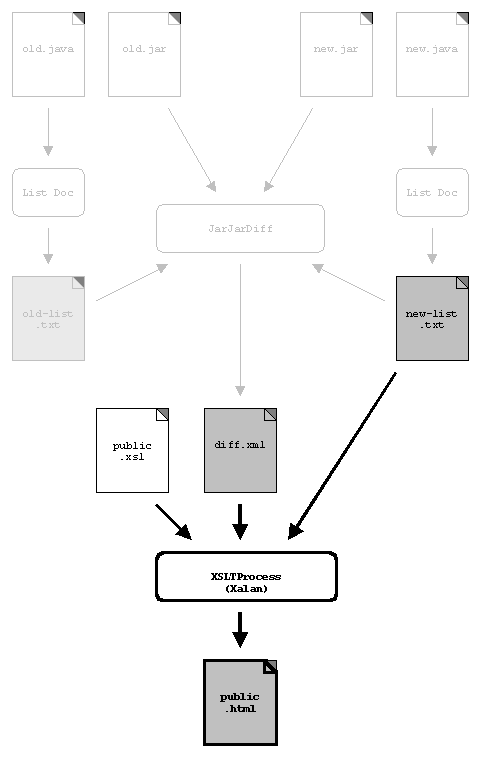 old.java
old.jar
new.jar
new.java
List Doc
List Doc
JarJarDiff
old-list
.txt
new-list
.txt
public
.xsl
diff.xml
XSLTProcess
(Xalan)
public
.html